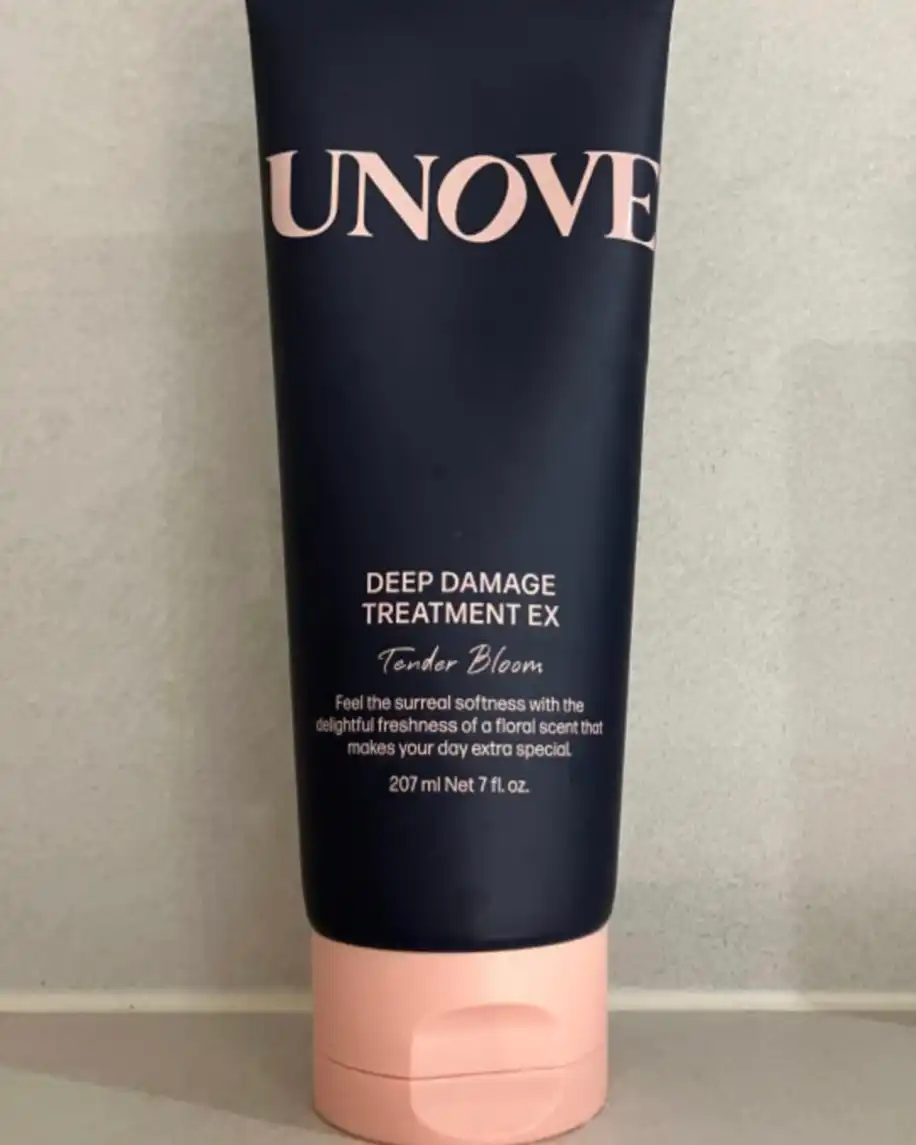 UNOVE
DEEP DAMAGE
TREATMENT EX
Tender Bloom
Feel the surreal softness with the
delightful freshness of a floral scent that
makes your day extra special.
207 ml Net 7 fl. oz.